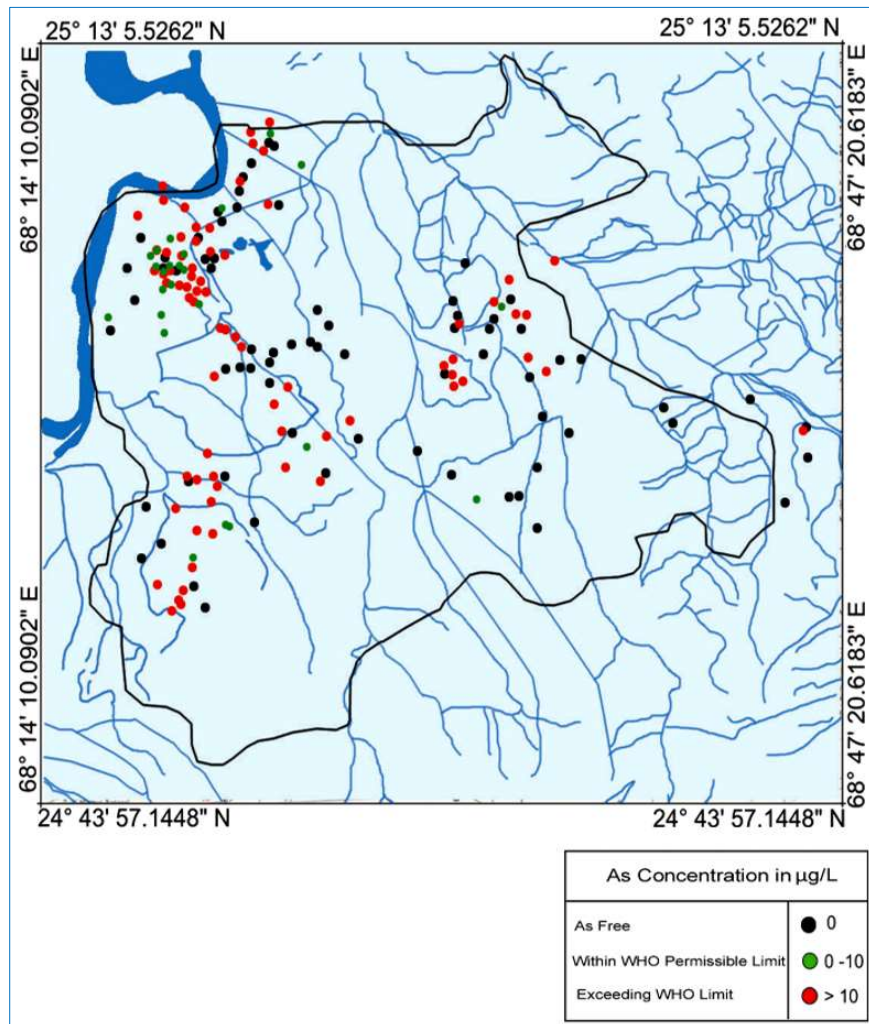 25° 13' 5.5262" N
25° 13' 5.5262" N
68° 14' 10.0902" E
68° 47' 20.6183" E
68° 14' 10.0902" E
68° 47' 20.6183" E
24° 43' 57.1448" N
24° 43' 57.1448" N
As Concentration in µg/L
As Free
0
Within WHO Permissible Limit
0 -10
Exceeding WHO Limit
> 10